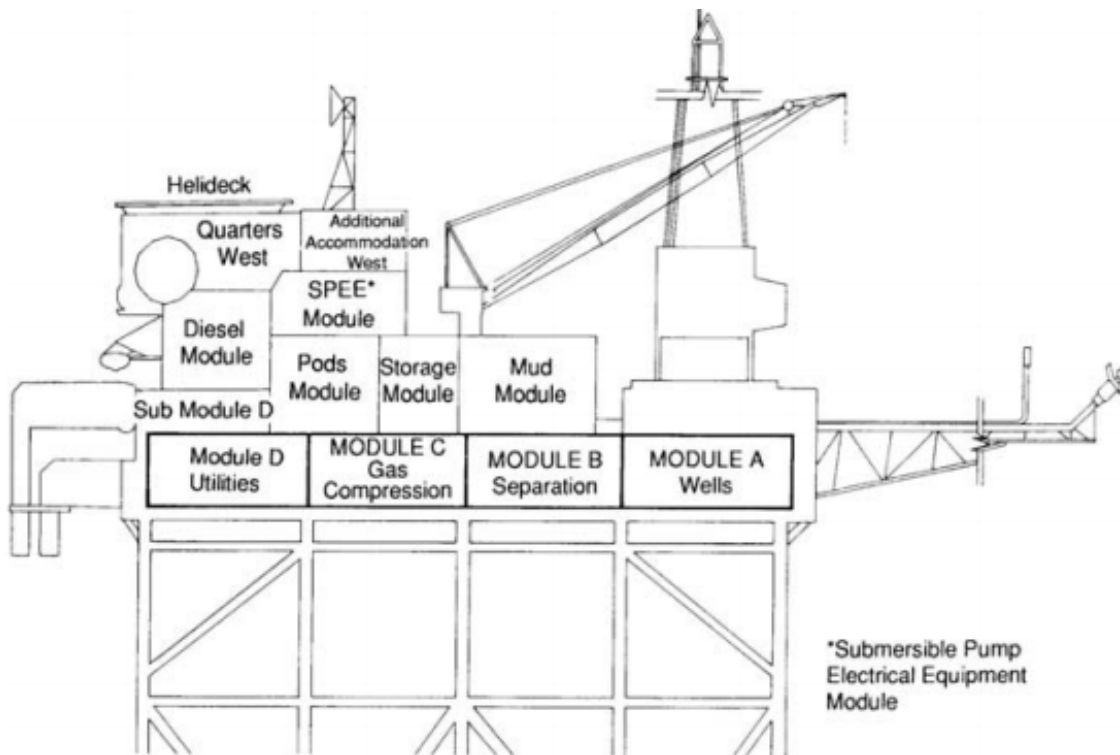 Helideck
Quarters
West
Additional
Accommodation
West
SPEE*
Module
Diesel
Module
Pods
Module
Storage
Module
Mud
Module
Sub Module D
Module D
Utilities
MODULE C
Gas
Compression
MODULE B
Separation
MODULE A
Wells
*Submersible Pump
Electrical Equipment
Module